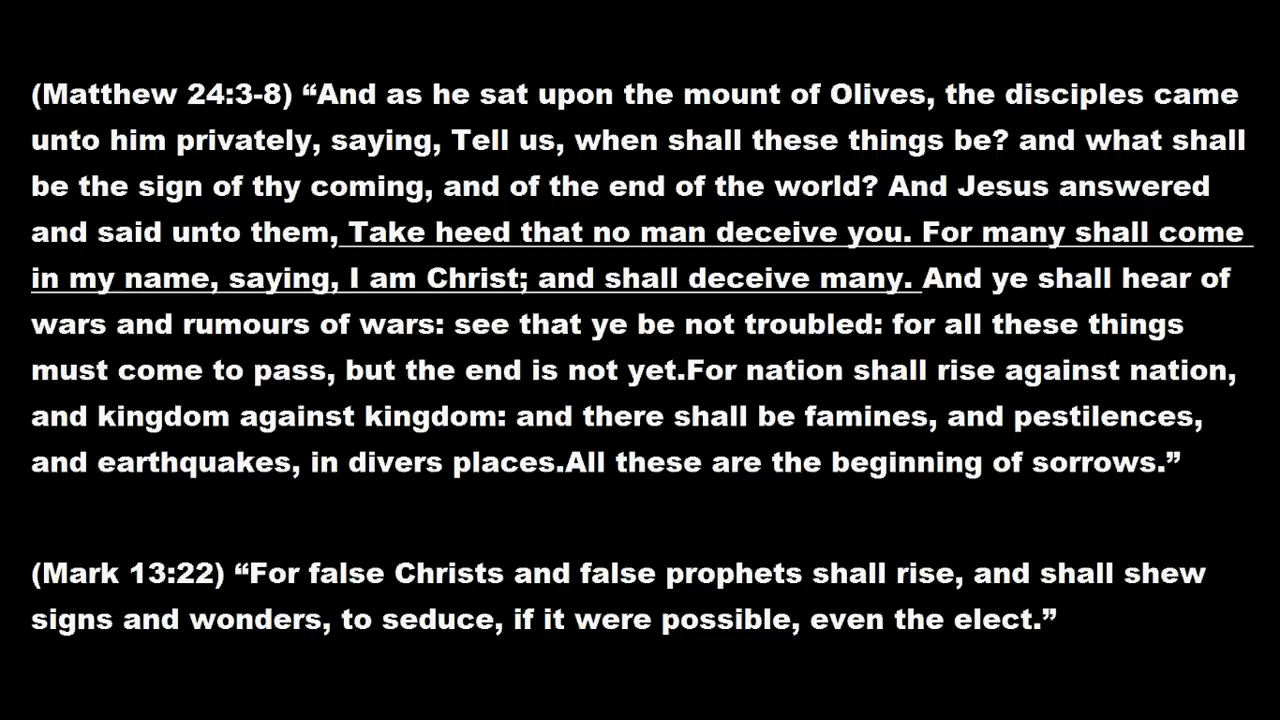 (Matthew 24:3-8) “And as he sat upon the mount of Olives, the disciples came
unto him privately, saying, Tell us, when shall these things be? and what shall
be the sign of thy coming, and of the end of the world? And Jesus answered
and said unto them, Take heed that no man deceive you. For many shall come
in my name, saying, I am Christ; and shall deceive many. And ye shall hear of
wars and rumours of wars: see that ye be not troubled: for all these things
must come to pass, but the end is not yet.For nation shall rise against nation,
and kingdom against kingdom: and there shall be famines, and pestilences,
and earthquakes, in divers places.All these are the beginning of sorrows.”
(Mark 13:22) “For false Christs and false prophets shall rise, and shall shew
signs and wonders, to seduce, if it were possible, even the elect.”